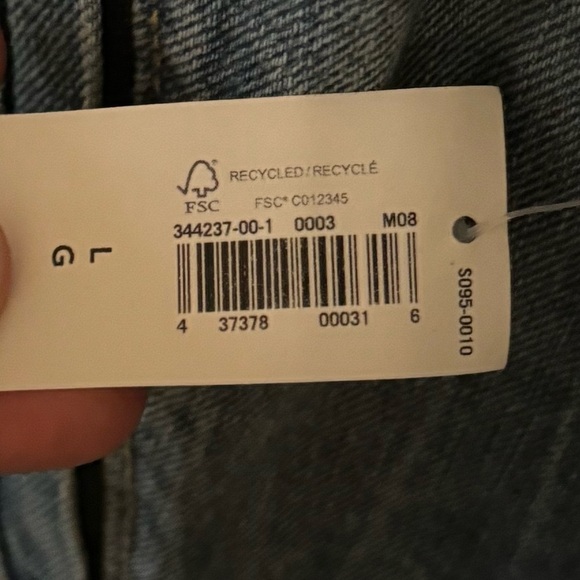 RECYCLED/RECYCLÉ
FSC
FSC® C012345
344237-00-1 0003 M08
4 37378 00031 6
L
G
S095-0010